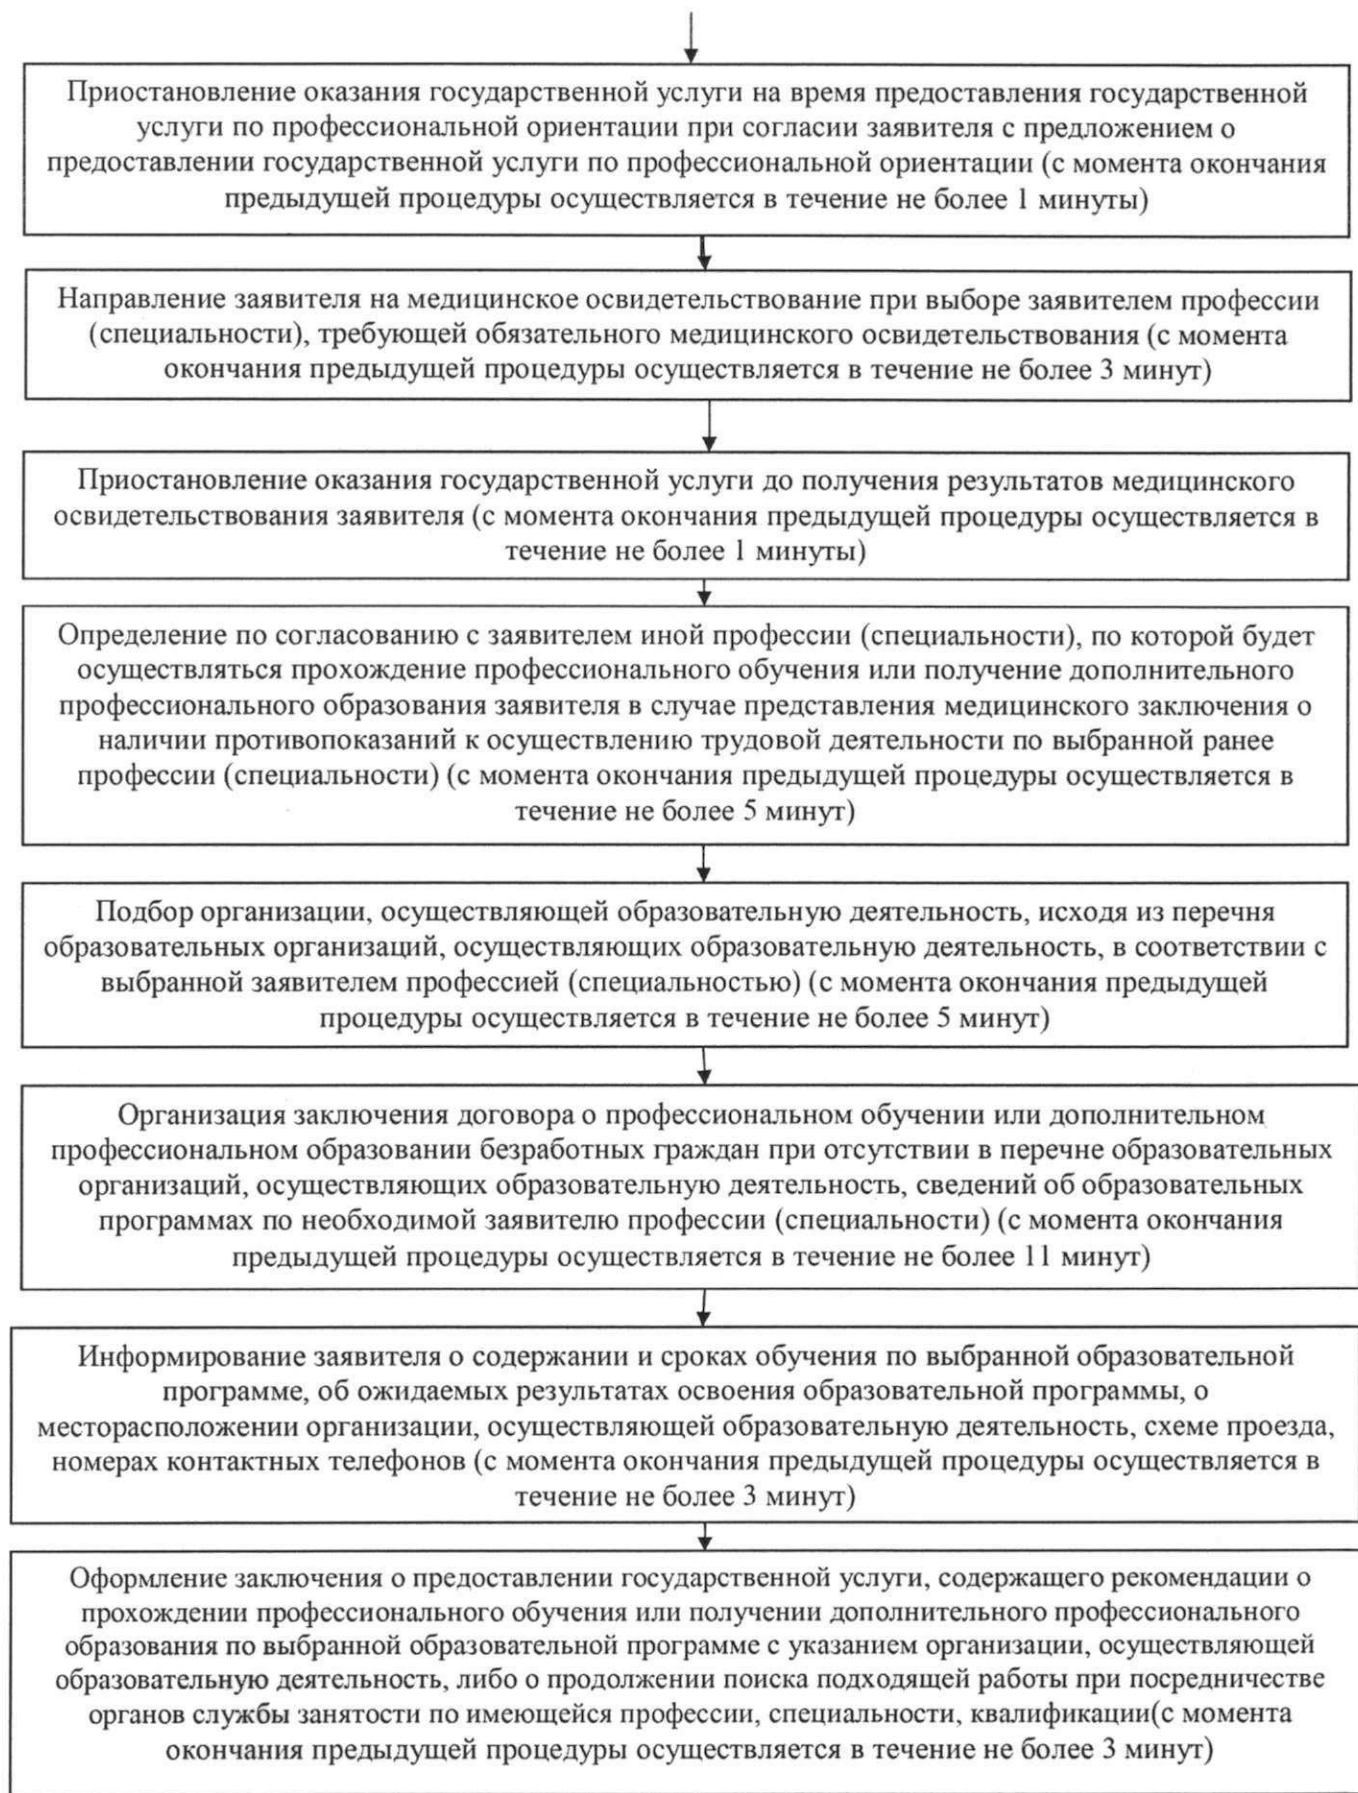 Приостановление оказания государственной услуги на время предоставления государственной
услуги по профессиональной ориентации при согласии заявителя с предложением о
предоставлении государственной услуги по профессиональной ориентации (с момента окончания
предыдущей процедуры осуществляется в течение не более 1 минуты)
Направление заявителя на медицинское освидетельствование при выборе заявителем профессии
(специальности), требующей обязательного медицинского освидетельствования (с момента
окончания предыдущей процедуры осуществляется в течение не более 3 минут)
Приостановление оказания государственной услуги до получения результатов медицинского
освидетельствования заявителя (с момента окончания предыдущей процедуры осуществляется в
течение не более 1 минуты)
Определение по согласованию с заявителем иной профессии (специальности), по которой будет
осуществляться прохождение профессионального обучения или получение дополнительного
профессионального образования заявителя в случае представления медицинского заключения о
наличии противопоказаний к осуществлению трудовой деятельности по выбранной ранее
профессии (специальности) (с момента окончания предыдущей процедуры осуществляется в
течение не более 5 минут)
Подбор организации, осуществляющей образовательную деятельность, исходя из перечня
образовательных организаций, осуществляющих образовательную деятельность, в соответствии с
выбранной заявителем профессией (специальностью) (с момента окончания предыдущей
процедуры осуществляется в течение не более 5 минут)
Организация заключения договора о профессиональном обучении или дополнительном
профессиональном образовании безработных граждан при отсутствии в перечне образовательных
организаций, осуществляющих образовательную деятельность, сведений об образовательных
программах по необходимой заявителю профессии (специальности) (с момента окончания
предыдущей процедуры осуществляется в течение не более 11 минут)
Информирование заявителя о содержании и сроках обучения по выбранной образовательной
программе, об ожидаемых результатах освоения образовательной программы, о
месторасположении организации, осуществляющей образовательную деятельность, схеме проезда,
номерах контактных телефонов (с момента окончания предыдущей процедуры осуществляется в
течение не более 3 минут)
Оформление заключения о предоставлении государственной услуги, содержащего рекомендации о
прохождении профессионального обучения или получении дополнительного профессионального
образования по выбранной образовательной программе с указанием организации, осуществляющей
образовательную деятельность, либо о продолжении поиска подходящей работы при посредничестве
органов службы занятости по имеющейся профессии, специальности, квалификации(с момента
окончания предыдущей процедуры осуществляется в течение не более 3 минут)